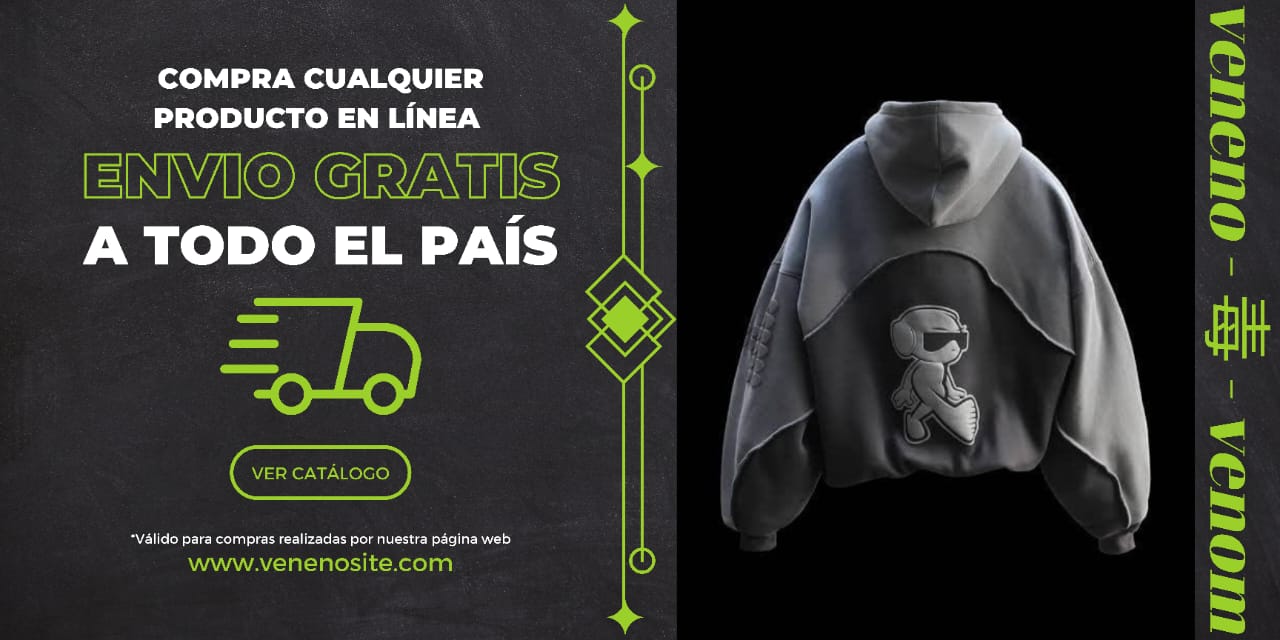 COMPRA CUALQUIER
PRODUCTO EN LÍNEA
ENVIO GRATIS
A TODO EL PAÍS
VER CATÁLOGO
*Válido para compras realizadas por nuestra página web
www.venenosite.com
veneno - 毒 - venom